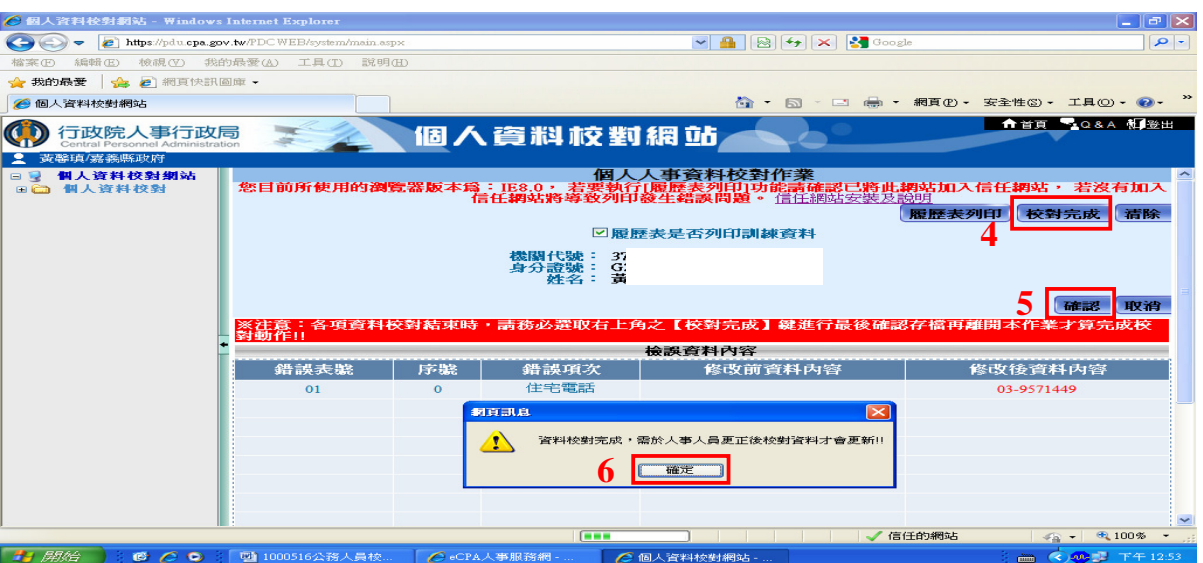 個人資料校對網站 - Windows Internet Explorer
https://pdu.cpa.gov.tw/PDCWEB/system/main.aspx
Google
檔案(F) 編輯(E) 檢視(V) 我的最愛(A) 工具(T) 說明(H)
我的最愛 網頁快訊圖庫
個人資料校對網站
網頁(P) 安全性(S) 工具(O)
行政院人事行政局
Central Personnel Administration
個人資料校對網站
首頁 Q & A 登出
黃馨瑱/嘉義縣政府
個人資料校對網站
個人資料校對
個人人事資料校對作業
您目前所使用的瀏覽器版本為：IE8.0， 若要執行[履歷表列印]功能請確認已將此網站加入信任網站， 若沒有加入
信任網站將導致列印發生錯誤問題。 信任網站安裝及說明
履歷表列印 校對完成 清除
4
履歷表是否列印訓練資料
機關代號： 37
身分證號： G2
姓名： 黃
5
確認 取消
※注意：各項資料校對結束時，請務必選取右上角之【校對完成】鍵進行最後確認存檔再離開本作業才算完成校
對動作!!
檢誤資料內容
錯誤表號 序號 錯誤項次 修改前資料內容 修改後資料內容
01 0 住宅電話 03-9571449
網頁訊息
資料校對完成，需於人事人員更正後校對資料才會更新!!
6
確定
信任的網站
100%
開始
1000516公務人員校...
eCPA人事服務網 - ...
個人資料校對網站 - ...
下午 12:53